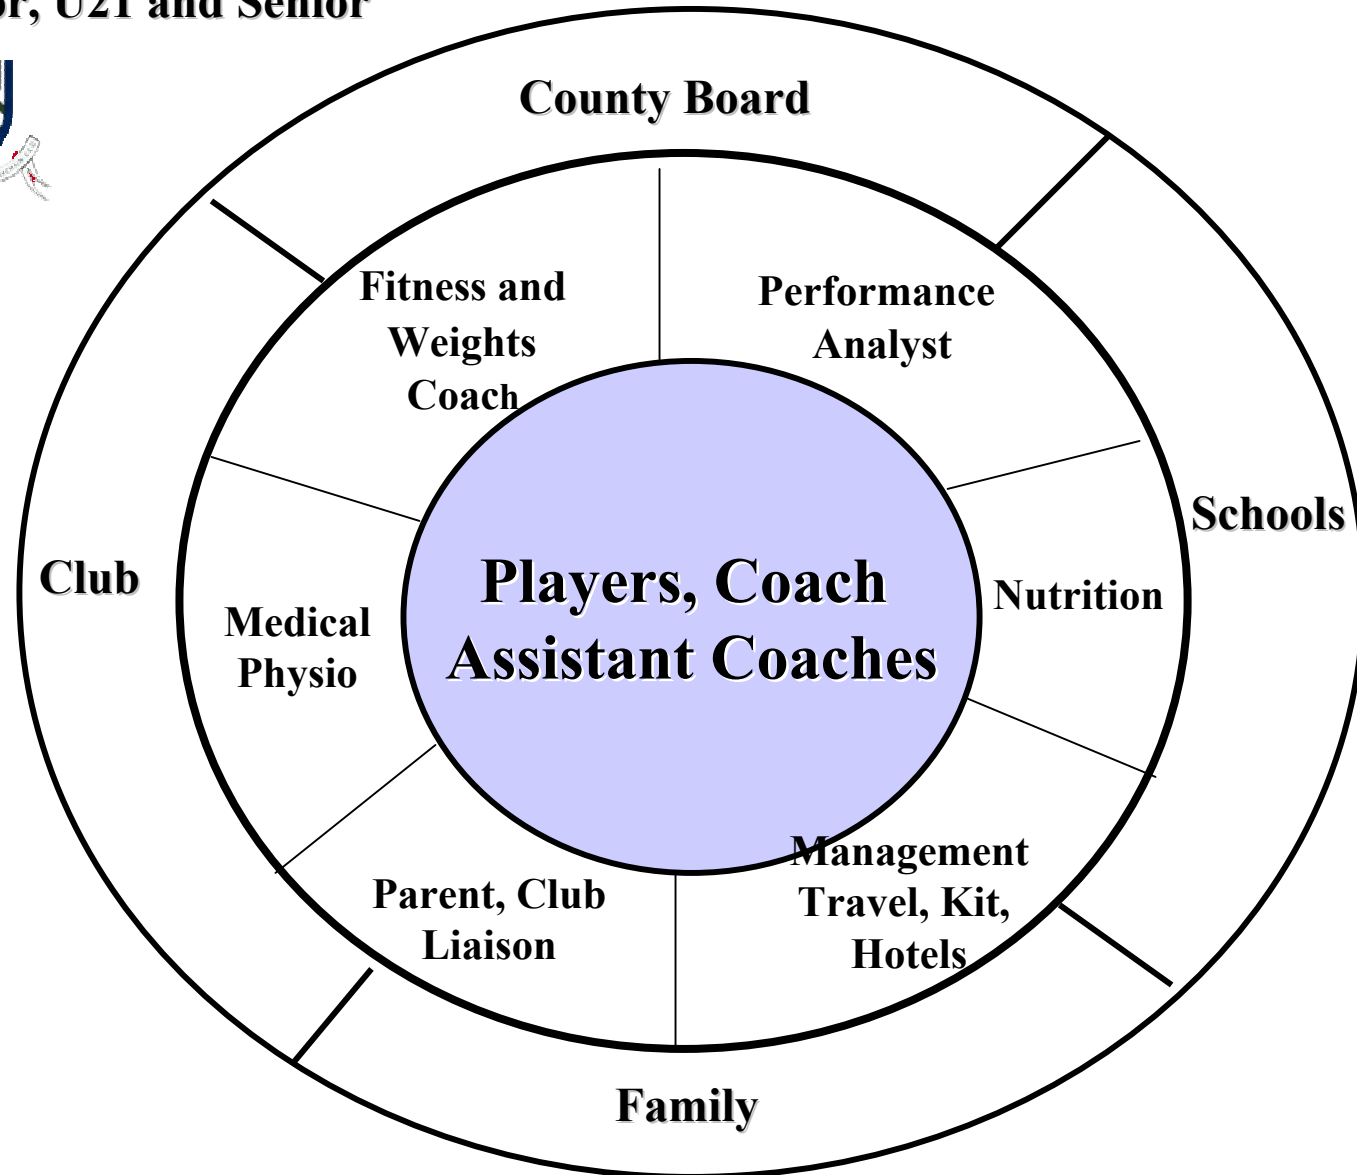 U21 and Senior
County Board
Fitness and
Weights
Coach
Performance
Analyst
Schools
Club
Nutrition
Players, Coach
Assistant Coaches
Medical
Physio
Management
Travel, Kit,
Hotels
Parent, Club
Liaison
Family